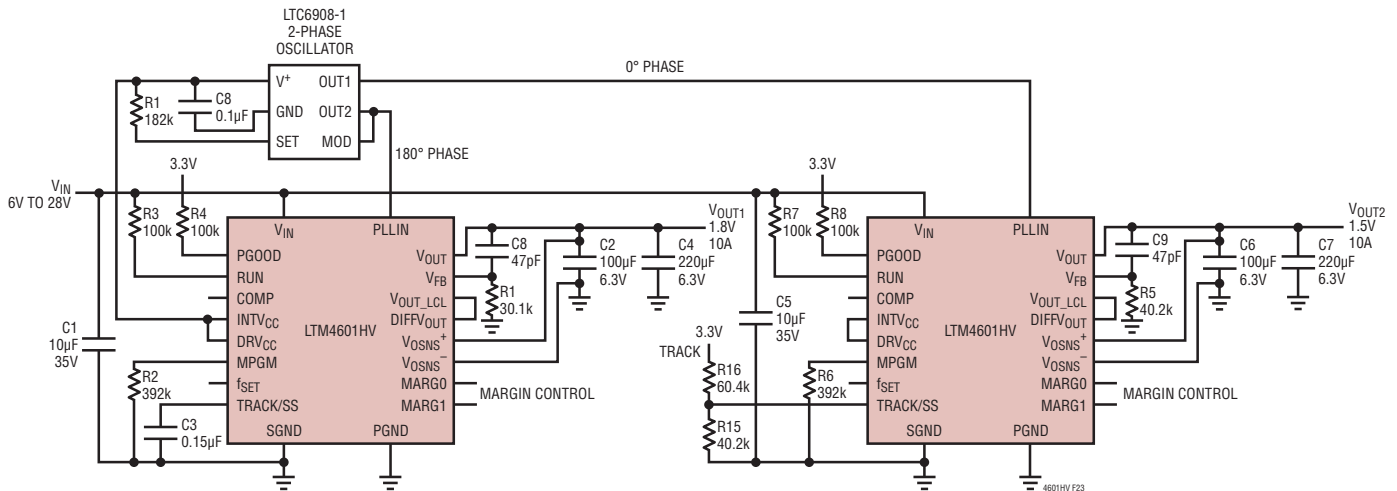 LTC6908-1
2-PHASE
OSCILLATOR
V+
GND
SET
OUT1
OUT2
MOD
R1
182k
C8
0.1µF
0° PHASE
180° PHASE
VIN
6V TO 28V
C1
10µF
35V
R3
100k
3.3V
R4
100k
R2
392k
C3
0.15µF
VIN
PLLIN
PGOOD
RUN
COMP
INTVCC
DRVCC
MPGM
fSET
TRACK/SS
SGND
PGND
LTM4601HV
VOUT
VFB
VOUT_LCL
DIFFVOUT
VOSNS+
VOSNS−
MARG0
MARG1
MARGIN CONTROL
C8
47pF
R1
30.1k
C2
100µF
6.3V
C4
220µF
6.3V
VOUT1
1.8V
10A
C5
10µF
35V
R7
100k
3.3V
R8
100k
3.3V
TRACK
R16
60.4k
R15
40.2k
R6
392k
VIN
PLLIN
PGOOD
RUN
COMP
INTVCC
DRVCC
MPGM
fSET
TRACK/SS
SGND
PGND
LTM4601HV
VOUT
VFB
VOUT_LCL
DIFFVOUT
VOSNS+
VOSNS−
MARG0
MARG1
MARGIN CONTROL
C9
47pF
R5
40.2k
C6
100µF
6.3V
C7
220µF
6.3V
VOUT2
1.5V
10A
4601HV F23